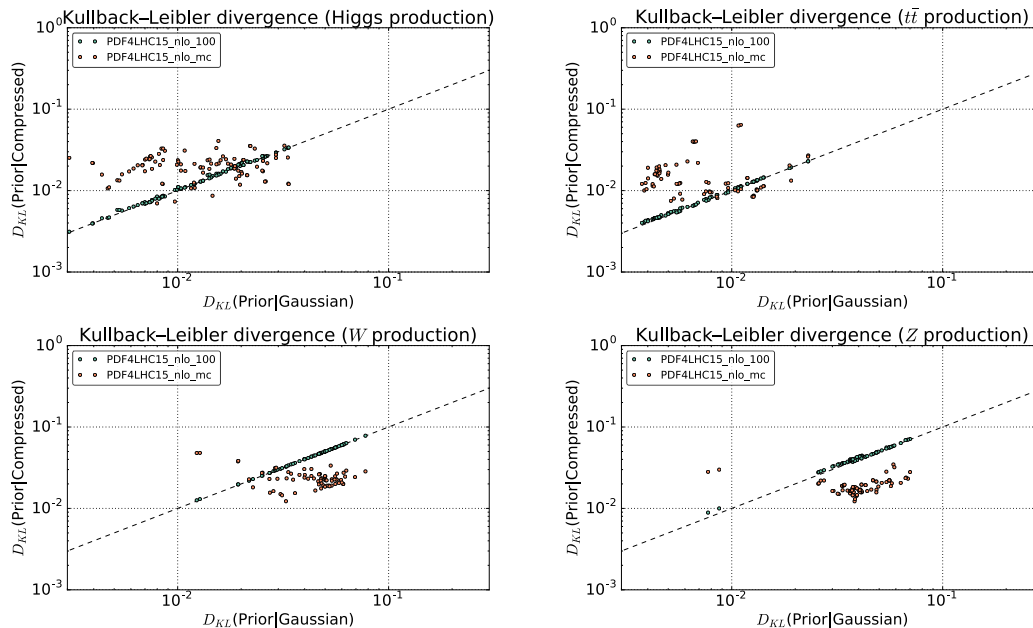 Kullback–Leibler divergence (Higgs production)
PDF4LHC15_nlo_100
PDF4LHC15_nlo_mc
10^0
10^-1
10^-2
10^-3
D_KL(Prior|Compressed)
10^-2
10^-1
D_KL(Prior|Gaussian)
Kullback–Leibler divergence (tt̄ production)
PDF4LHC15_nlo_100
PDF4LHC15_nlo_mc
10^0
10^-1
10^-2
10^-3
D_KL(Prior|Compressed)
10^-2
10^-1
D_KL(Prior|Gaussian)
Kullback–Leibler divergence (W production)
PDF4LHC15_nlo_100
PDF4LHC15_nlo_mc
10^0
10^-1
10^-2
10^-3
D_KL(Prior|Compressed)
10^-2
10^-1
D_KL(Prior|Gaussian)
Kullback–Leibler divergence (Z production)
PDF4LHC15_nlo_100
PDF4LHC15_nlo_mc
10^0
10^-1
10^-2
10^-3
D_KL(Prior|Compressed)
10^-2
10^-1
D_KL(Prior|Gaussian)